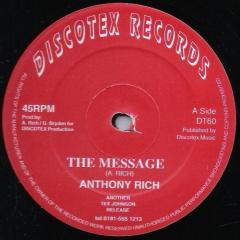 DISCOTEX RECORDS
45RPM
Prod by:
A. Rich / G. Bryden for
DISCOTEX Production
A Side
DT60
Published by
Discotex Music
THE MESSAGE
(A. RICH)
ANTHONY RICH
ANOTHER
TEX JOHNSON
RELEASE
tel 0181-555 1213